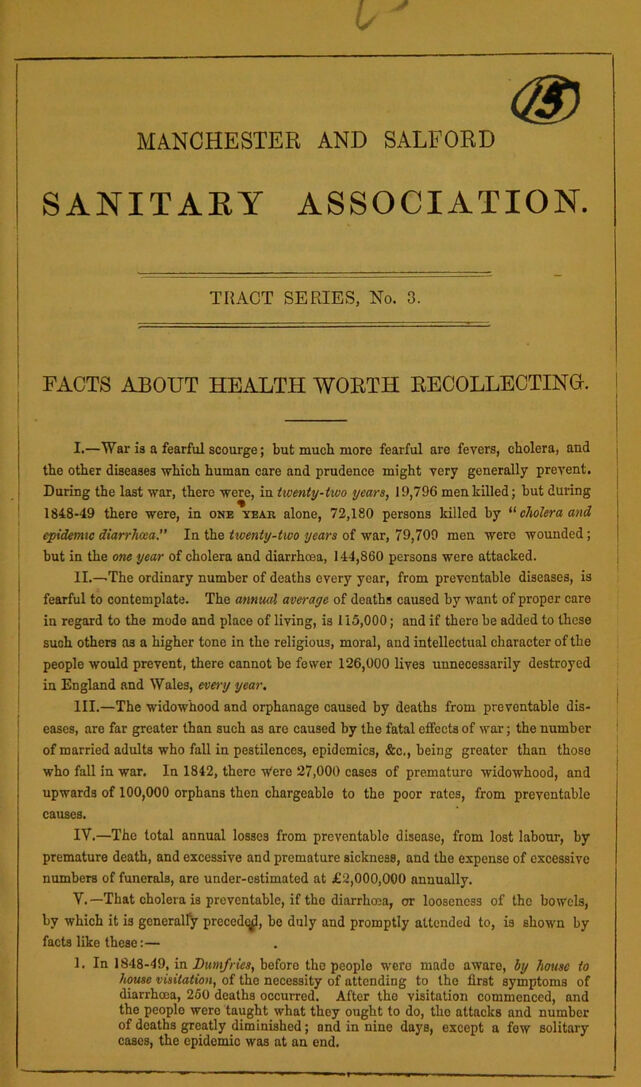 15
MANCHESTER AND SALFORD
SANITARY ASSOCIATION.
TRACT SERIES, No. 3.
FACTS ABOUT HEALTH WORTH RECOLLECTING.
I.—War is a fearful scourge; but much more fearful are fevers, cholera, and
the other diseases which human care and prudence might very generally prevent.
During the last war, there were, in twenty-two years, 19,796 men killed; but during
1848-49 there were, in ONE YEAR alone, 72,180 persons killed by “cholera and
epidemic diarrhœa.” In the twenty-two years of war, 79,709 men were wounded;
but in the one year of cholera and diarrhœa, 144,860 persons were attacked.
II.—The ordinary number of deaths every year, from preventable diseases, is
fearful to contemplate. The annual average of deaths caused by want of proper care
in regard to the mode and place of living, is 115,000; and if there be added to these
such others as a higher tone in the religious, moral, and intellectual character of the
people would prevent, there cannot be fewer 126,000 lives unnecessarily destroyed
in England and Wales, every year.
III.—The widowhood and orphanage caused by deaths from preventable dis-
eases, are far greater than such as are caused by the fatal effects of war; the number
of married adults who fall in pestilences, epidemics, &c., being greater than those
who fall in war. In 1842, there were 27,000 cases of premature widowhood, and
upwards of 100,000 orphans then chargeable to the poor rates, from preventable
causes.
IV.—The total annual losses from preventable disease, from lost labour, by
premature death, and excessive and premature sickness, and the expense of excessive
numbers of funerals, are under-estimated at £2,000,000 annually.
V.—That cholera is preventable, if the diarrhœa, or looseness of the bowels,
by which it is generally preceded, be duly and promptly attended to, is shown by
facts like these:—
1. In 1848-49, in Dumfries, before the people were made aware, by house to
house visitation, of the necessity of attending to the first symptoms of
diarrhœa, 250 deaths occurred. After the visitation commenced, and
the people were taught what they ought to do, the attacks and number
of deaths greatly diminished; and in nine days, except a few solitary
cases, the epidemic was at an end.